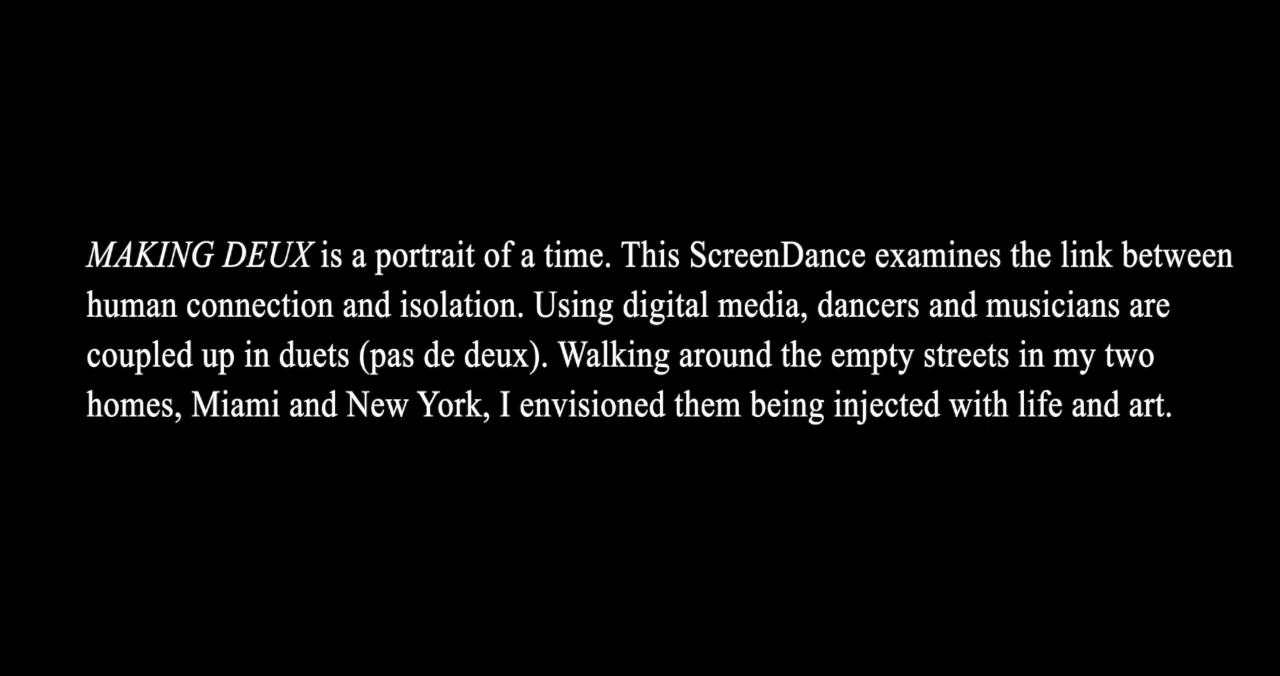 MAKING DEUX is a portrait of a time. This ScreenDance examines the link between
human connection and isolation. Using digital media, dancers and musicians are
coupled up in duets (pas de deux). Walking around the empty streets in my two
homes, Miami and New York, I envisioned them being injected with life and art.